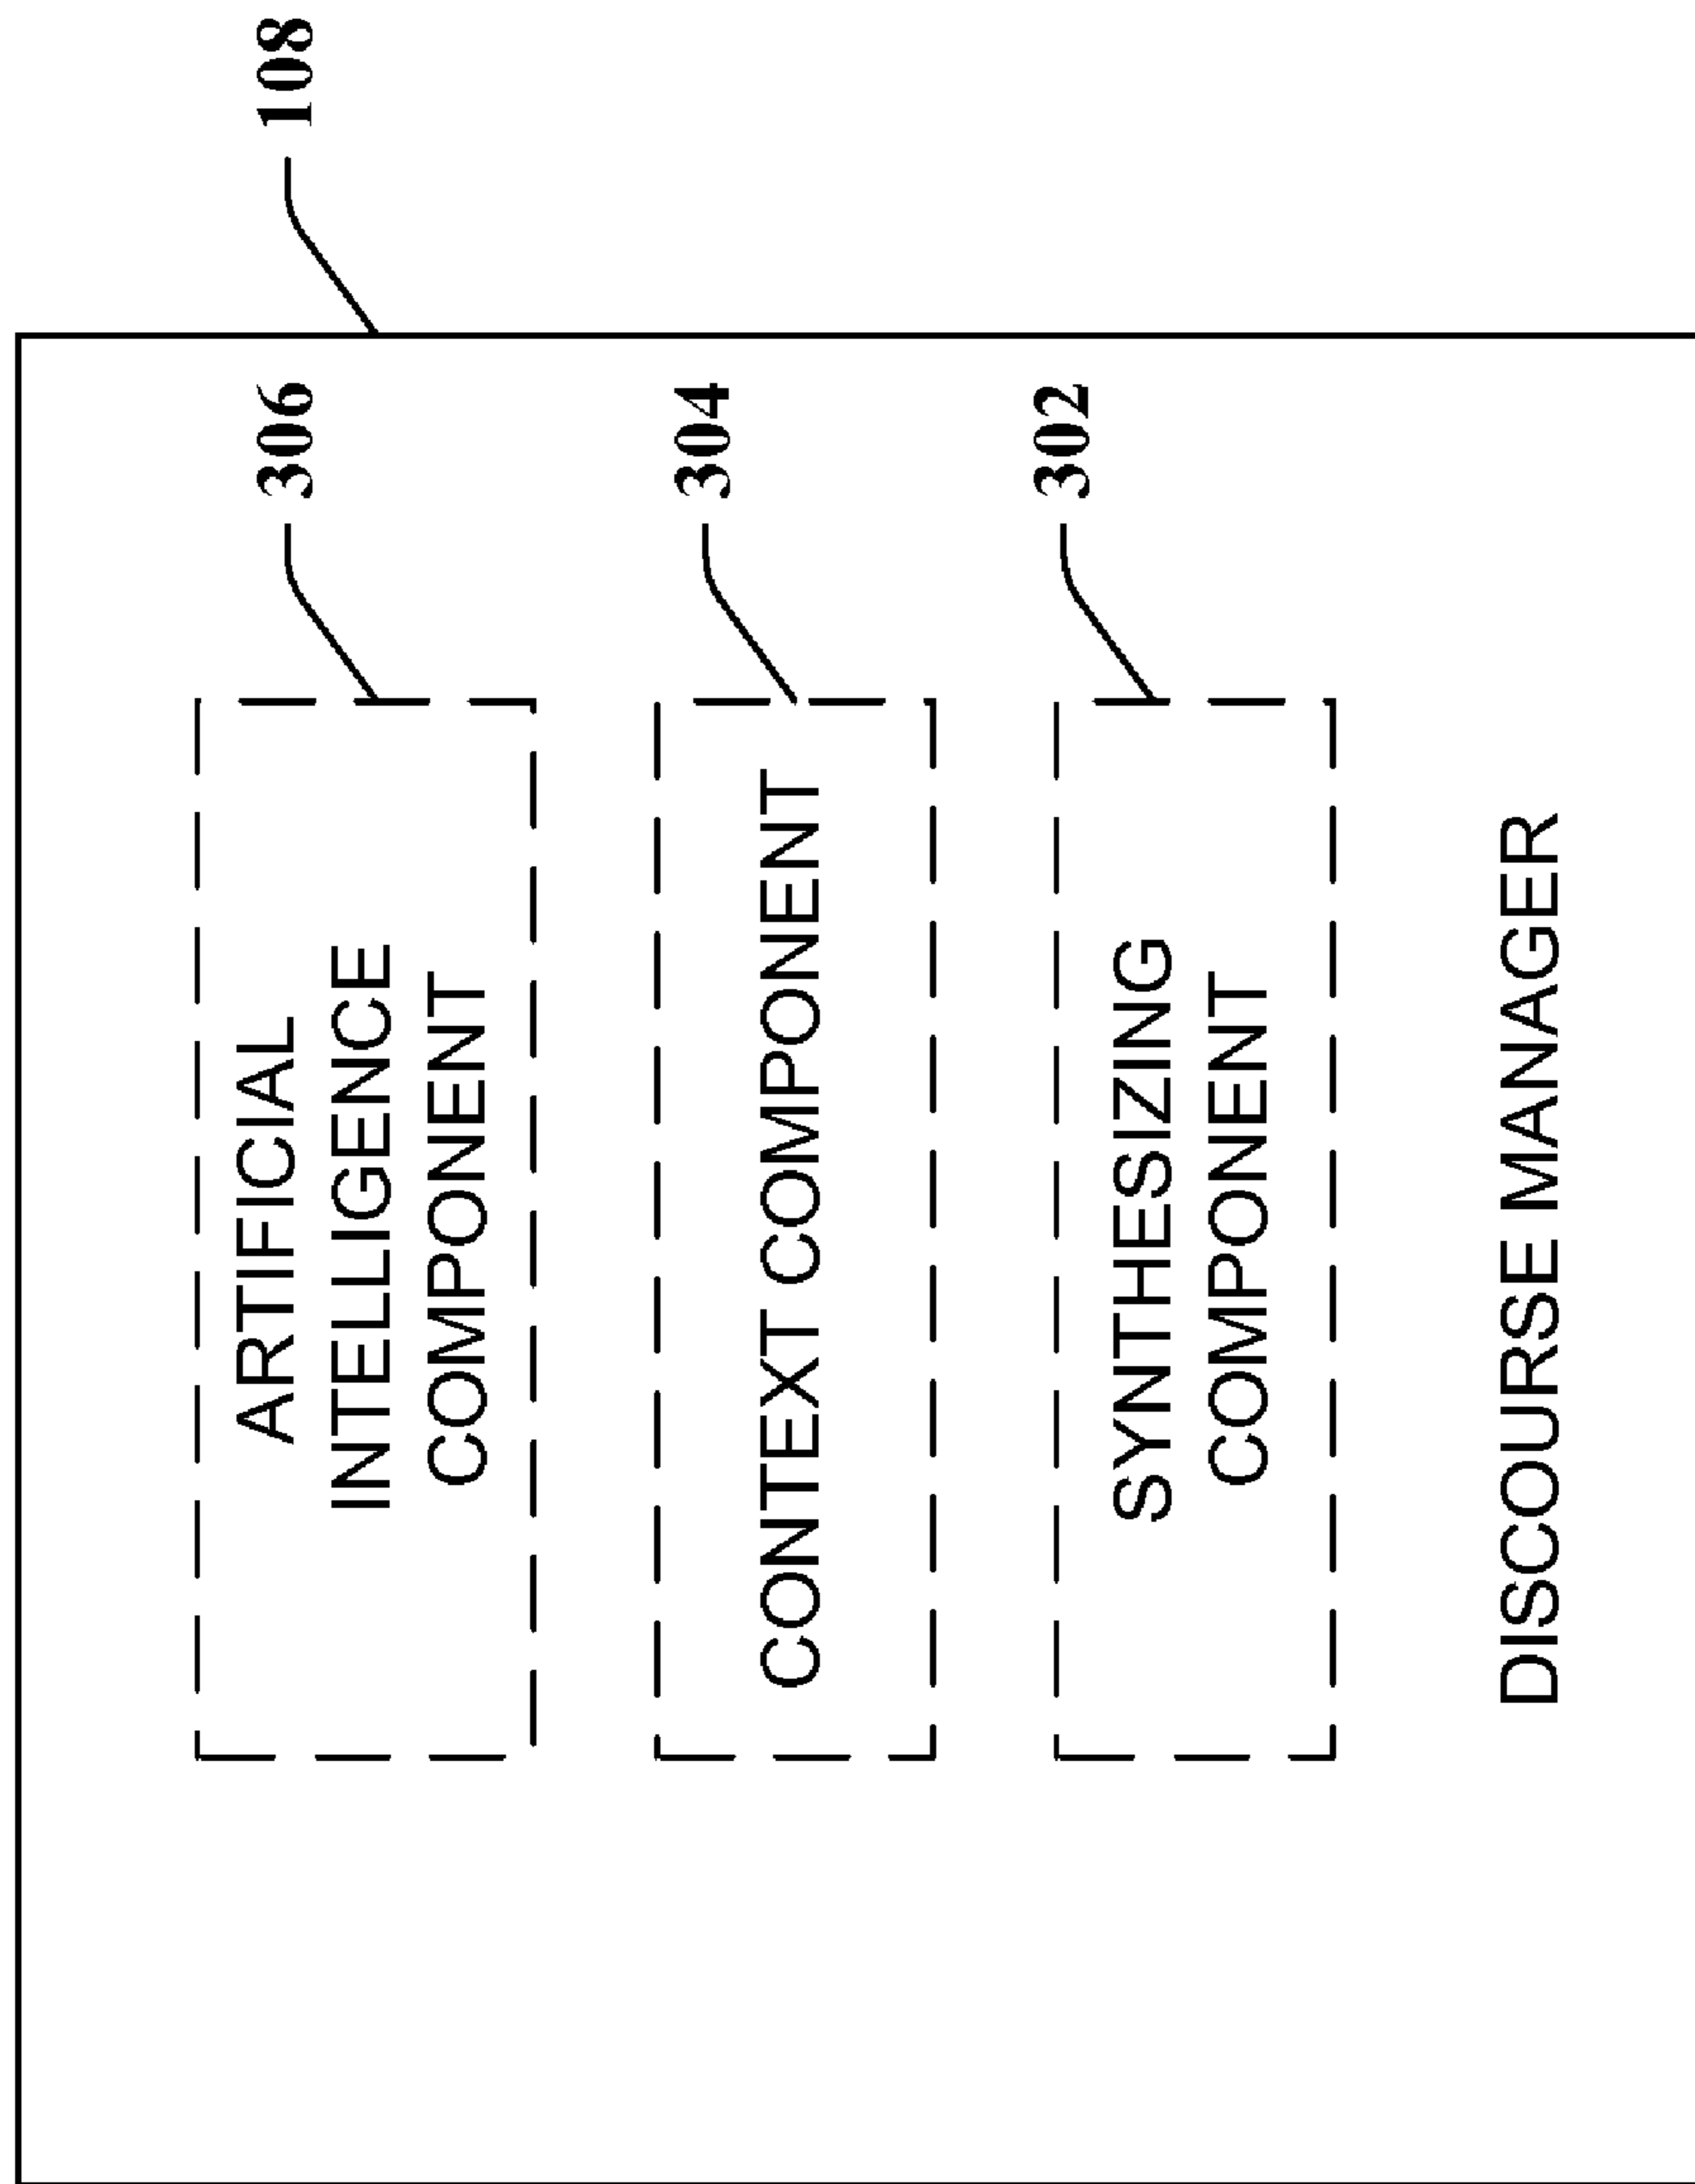 108
ARTIFICIAL
INTELLIGENCE
COMPONENT
306
CONTEXT COMPONENT
304
SYNTHESIZING
COMPONENT
302
DISCOURSE MANAGER